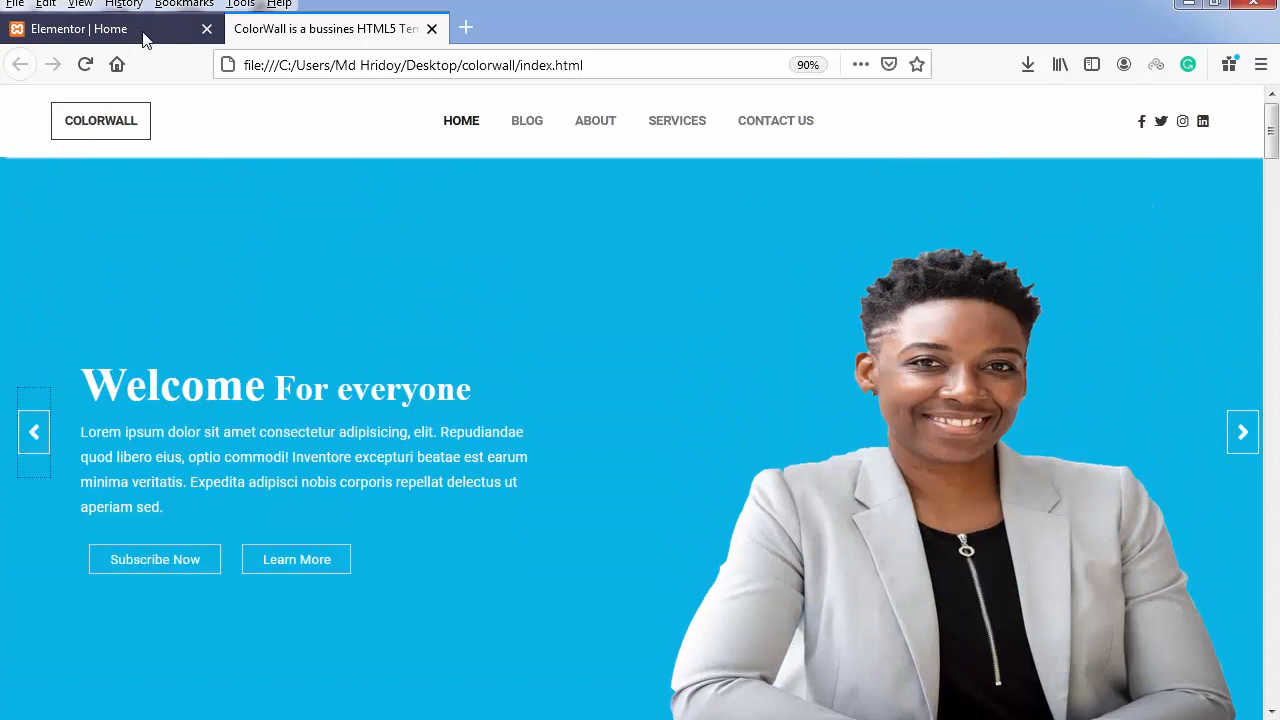 File Edit View History Bookmarks Tools Help
Elementor | Home
ColorWall is a bussines HTML5 Tem
file:///C:/Users/Md Hridoy/Desktop/colorwall/index.html
90%
COLORWALL
HOME BLOG ABOUT SERVICES CONTACT US
Welcome For everyone
Lorem ipsum dolor sit amet consectetur adipisicing, elit. Repudiandae
quod libero eius, optio commodi! Inventore excepturi beatae est earum
minima veritatis. Expedita adipisci nobis corporis repellat delectus ut
aperiam sed.
Subscribe Now Learn More